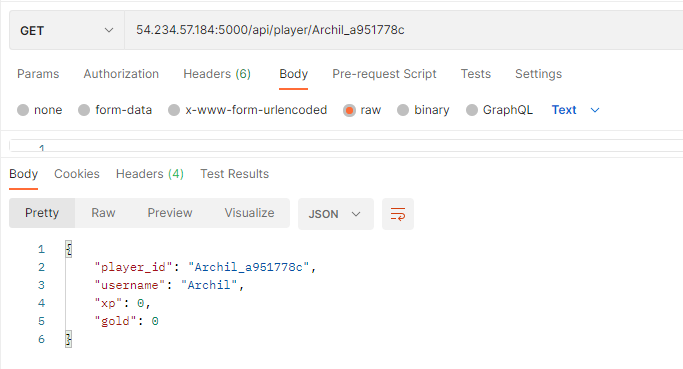 GET 54.234.57.184:5000/api/player/Archil_a951778c
Params Authorization Headers (6) Body Pre-request Script Tests Settings
none form-data x-www-form-urlencoded raw binary GraphQL Text
1
Body Cookies Headers (4) Test Results
Pretty Raw Preview Visualize JSON
1 {
2 "player_id": "Archil_a951778c",
3 "username": "Archil",
4 "xp": 0,
5 "gold": 0
6 }